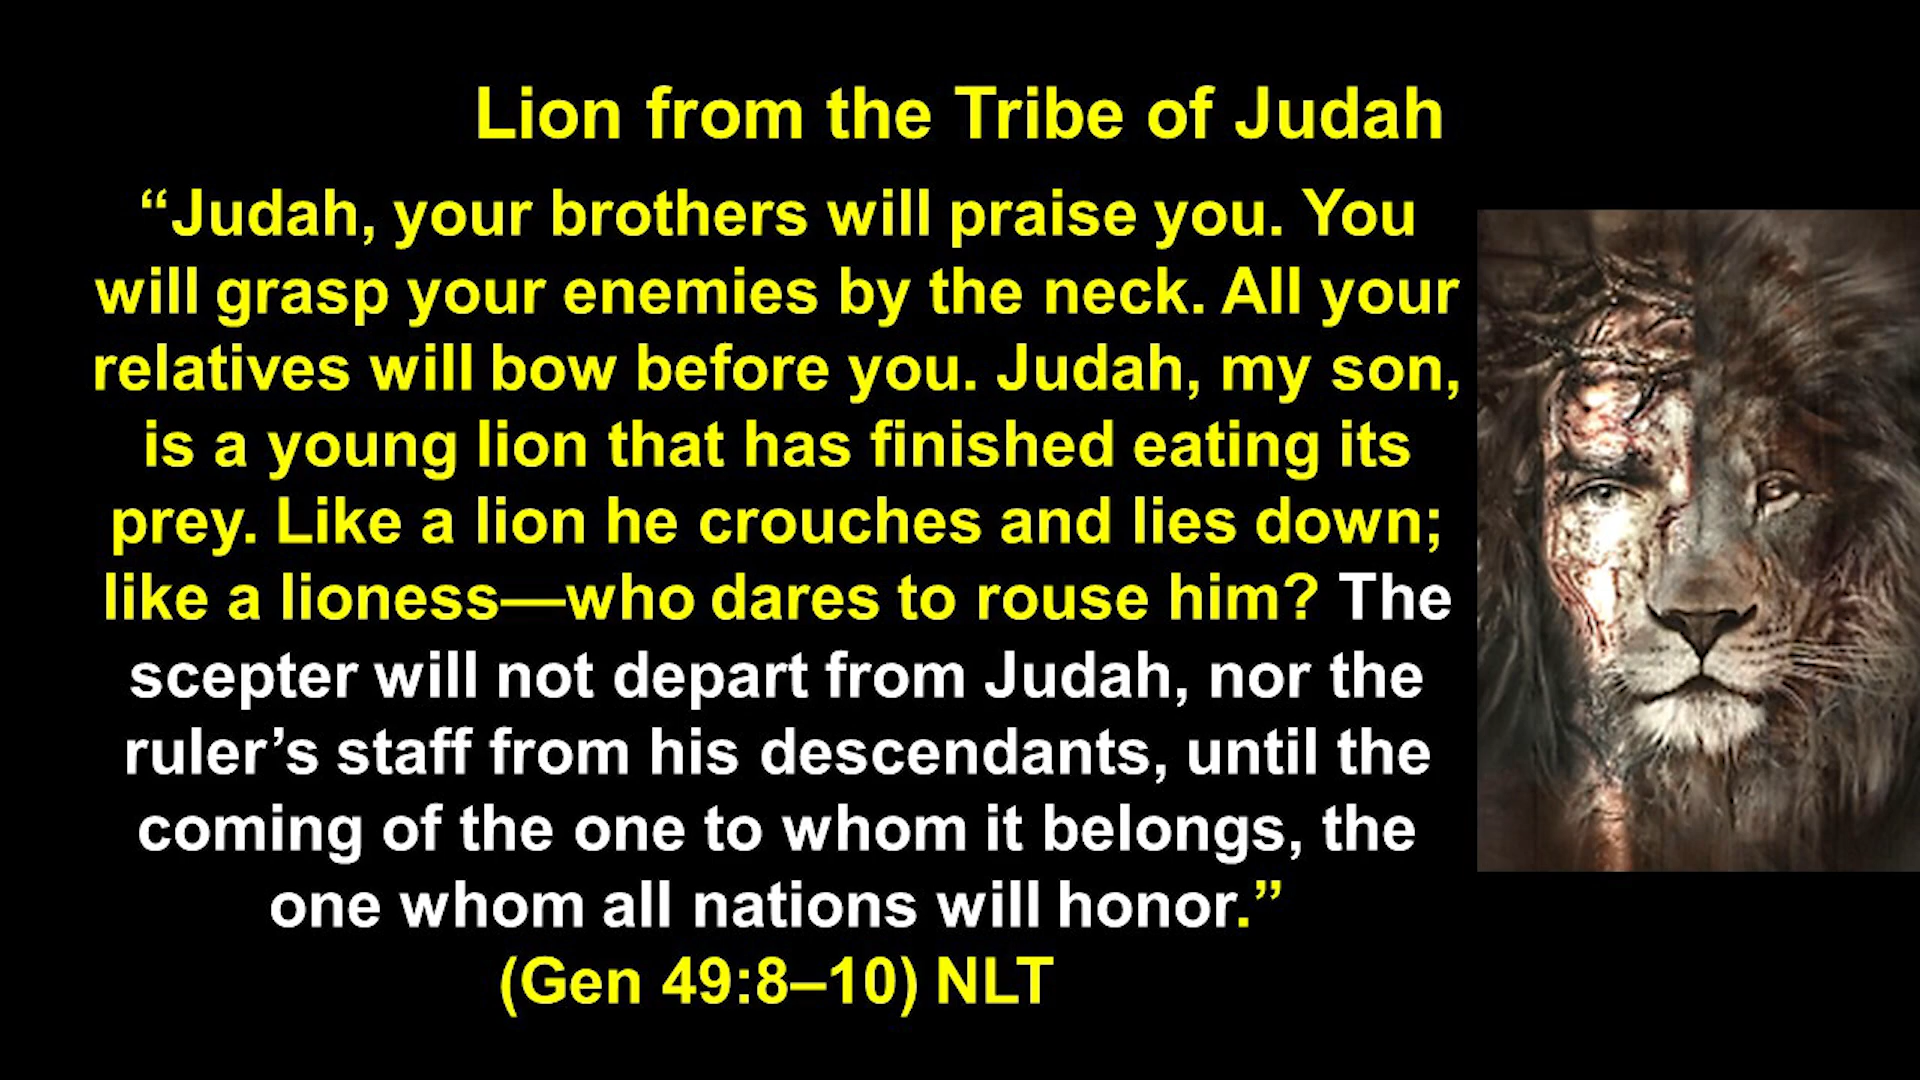 Lion from the Tribe of Judah
“Judah, your brothers will praise you. You
will grasp your enemies by the neck. All your
relatives will bow before you. Judah, my son,
is a young lion that has finished eating its
prey. Like a lion he crouches and lies down;
like a lioness—who dares to rouse him? The
scepter will not depart from Judah, nor the
ruler’s staff from his descendants, until the
coming of the one to whom it belongs, the
one whom all nations will honor.”
(Gen 49:8–10) NLT